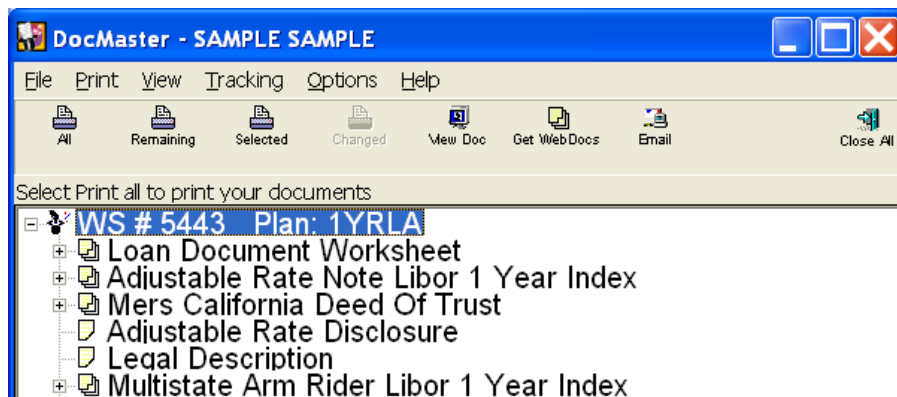 DocMaster - SAMPLE SAMPLE
File Print View Tracking Options Help
All Remaining Selected Changed View Doc Get WebDocs Email Close All
Select Print all to print your documents
WS # 5443 Plan: 1YRLA
Loan Document Worksheet
Adjustable Rate Note Libor 1 Year Index
Mers California Deed Of Trust
Adjustable Rate Disclosure
Legal Description
Multistate Arm Rider Libor 1 Year Index